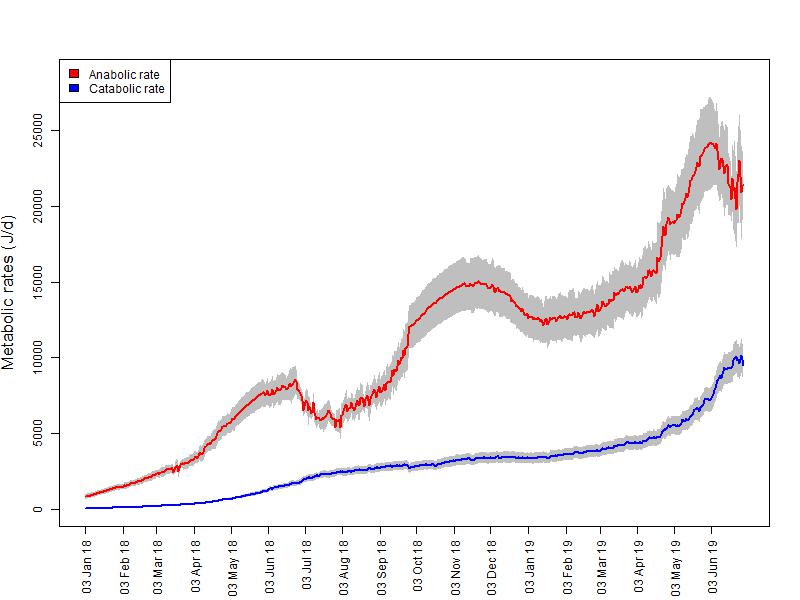 Anabolic rate
Catabolic rate
Metabolic rates (J/d)
25000
20000
15000
10000
5000
0
03 Jan 18
03 Feb 18
03 Mar 18
03 Apr 18
03 May 18
03 Jun 18
03 Jul 18
03 Aug 18
03 Sep 18
03 Oct 18
03 Nov 18
03 Dec 18
03 Jan 19
03 Feb 19
03 Mar 19
03 Apr 19
03 May 19
03 Jun 19